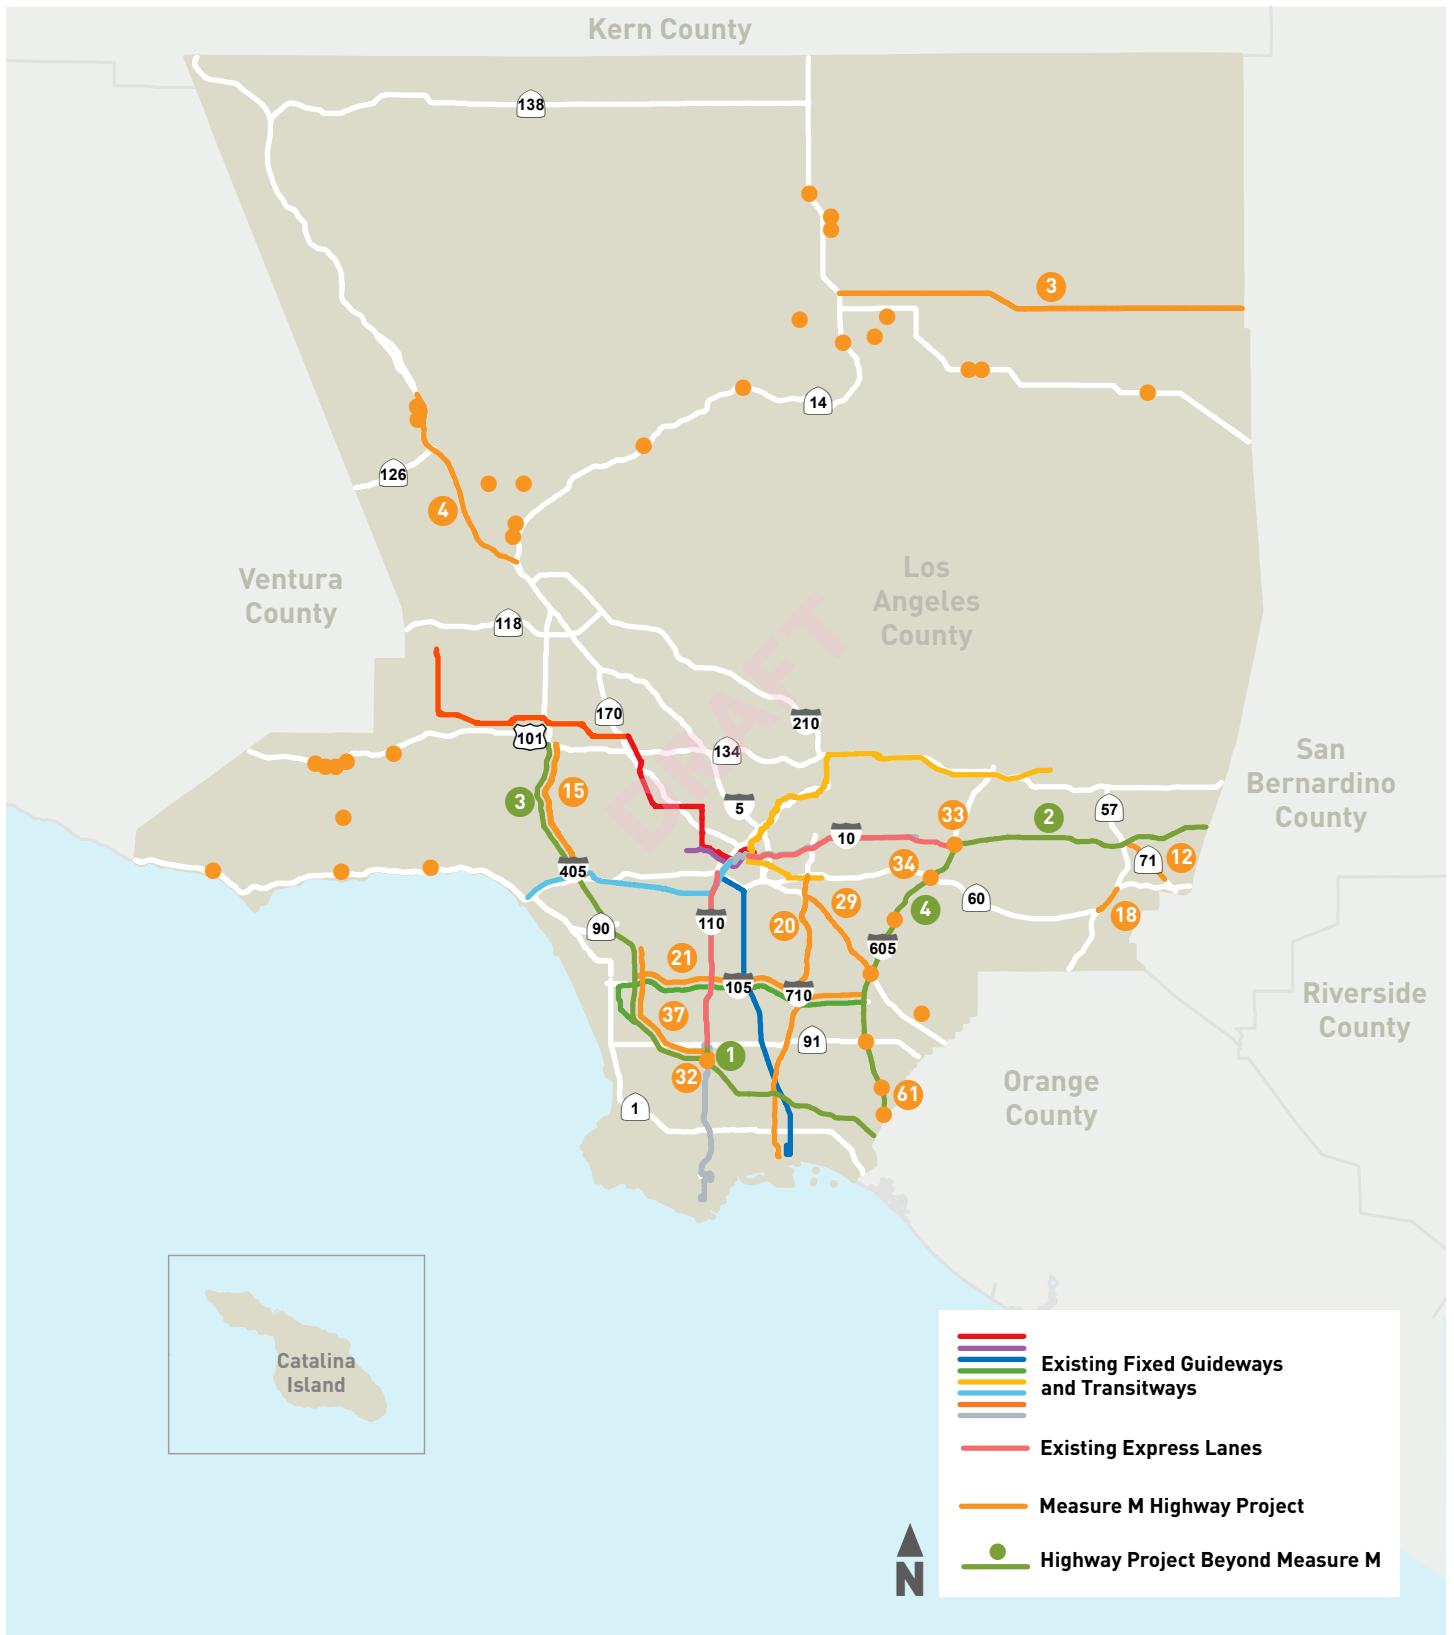 Kern County
138
3
14
126
4
Ventura
County
Los
Angeles
County
118
DRAFT
170
210
101
134
San
Bernardino
County
3
15
5
33
2
57
10
34
71
12
405
4
60
29
18
90
110
20
605
21
105
710
Riverside
County
37
91
1
32
61
Orange
County
1
Catalina
Island
Existing Fixed Guideways
and Transitways
Existing Express Lanes
Measure M Highway Project
Highway Project Beyond Measure M
N